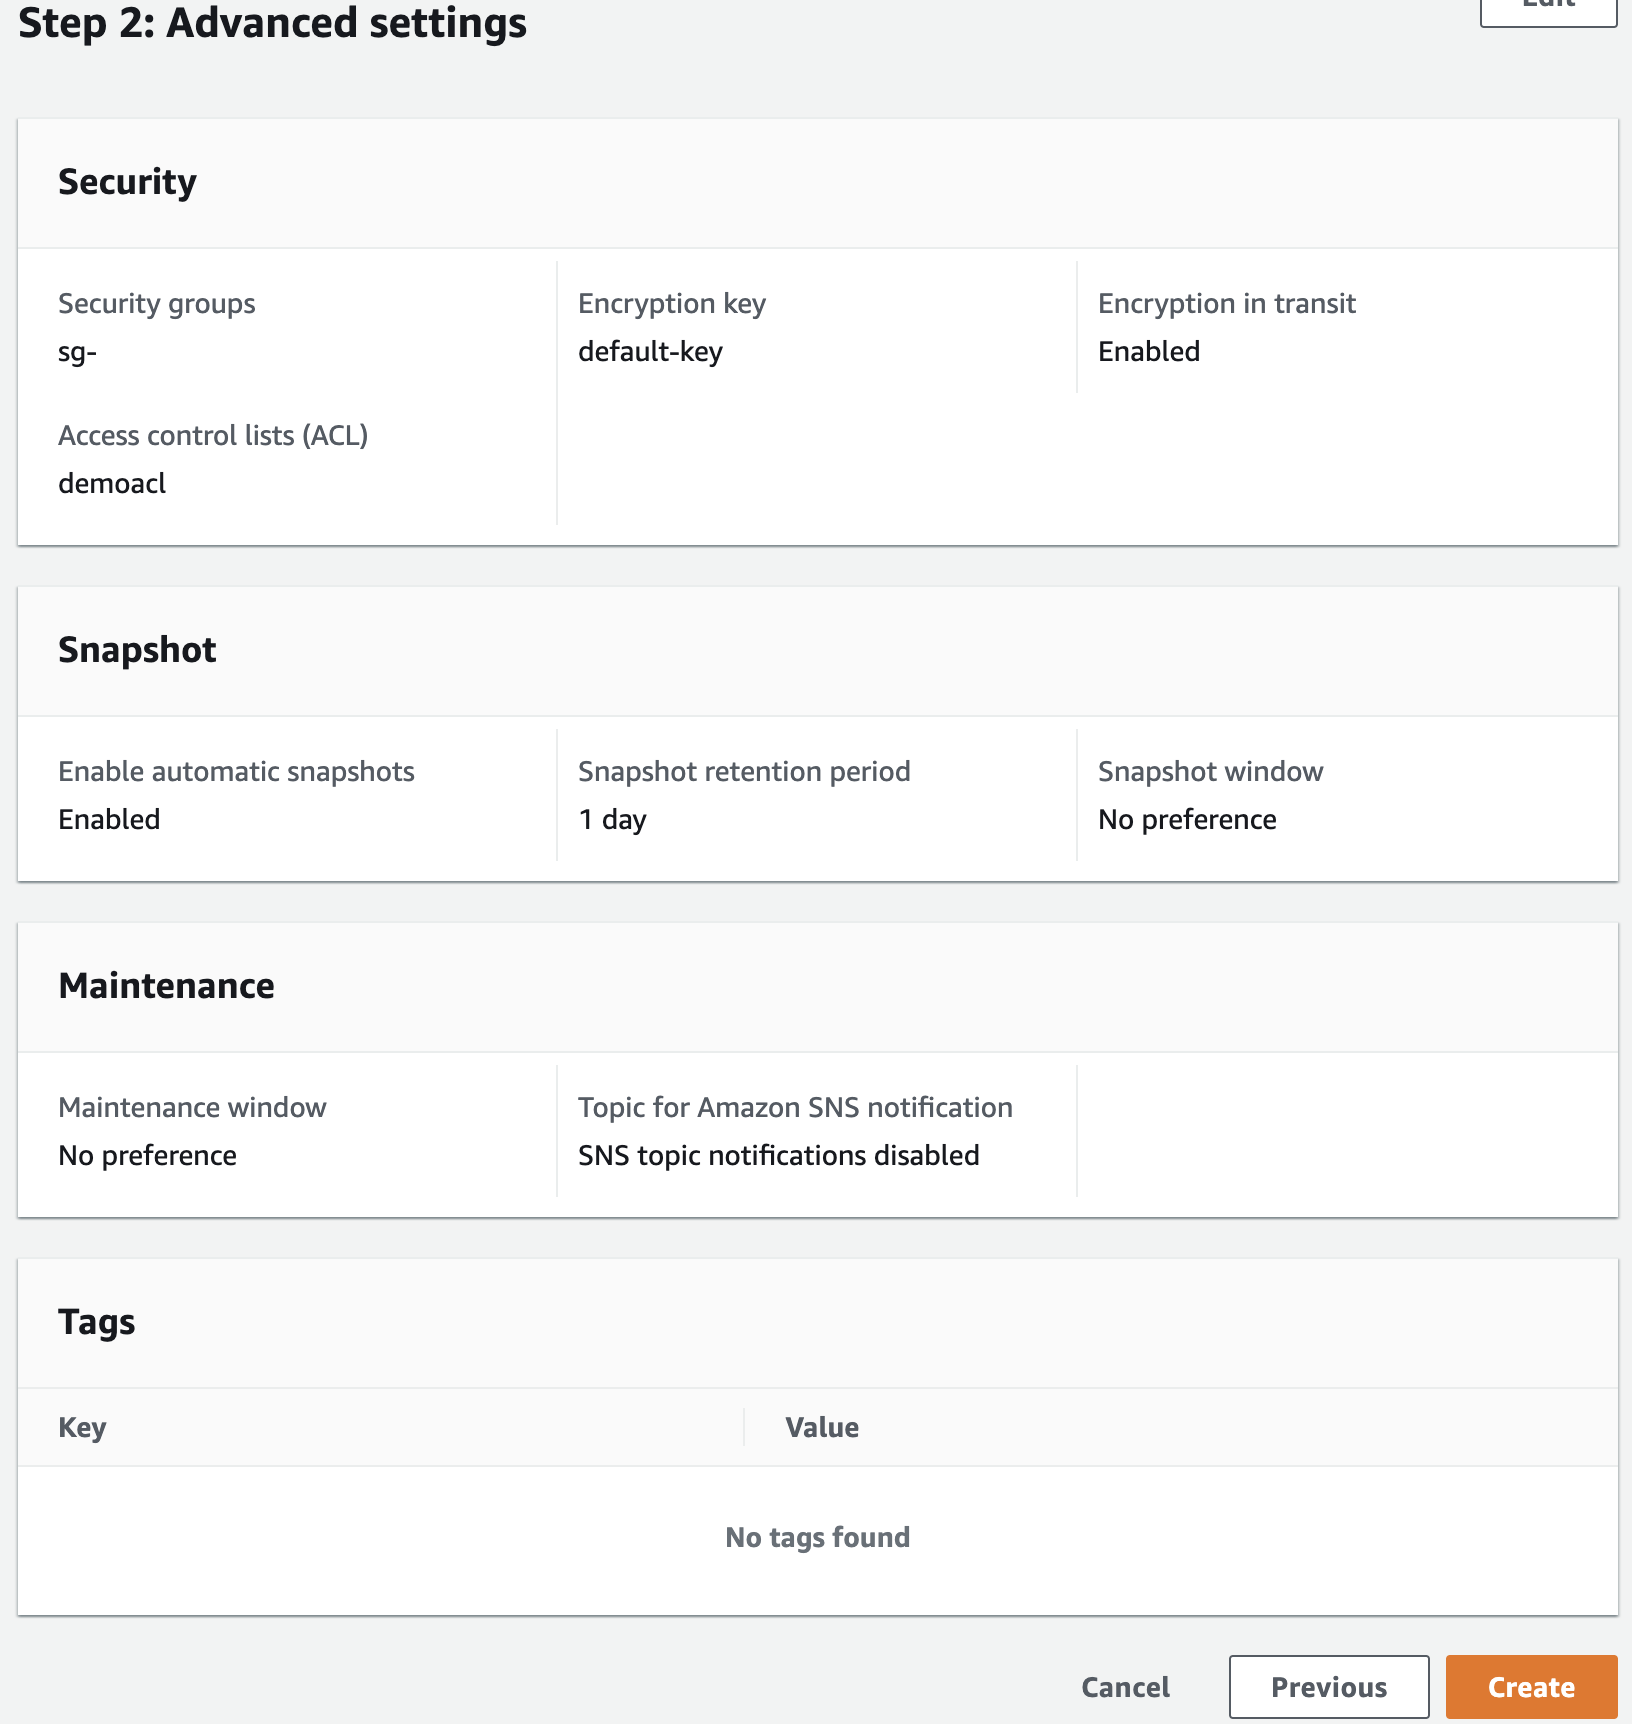 Step 2: Advanced settings
Edit
Security
Security groups
sg-
Encryption key
default-key
Encryption in transit
Enabled
Access control lists (ACL)
demoacl
Snapshot
Enable automatic snapshots
Enabled
Snapshot retention period
1 day
Snapshot window
No preference
Maintenance
Maintenance window
No preference
Topic for Amazon SNS notification
SNS topic notifications disabled
Tags
Key
Value
No tags found
Cancel
Previous
Create